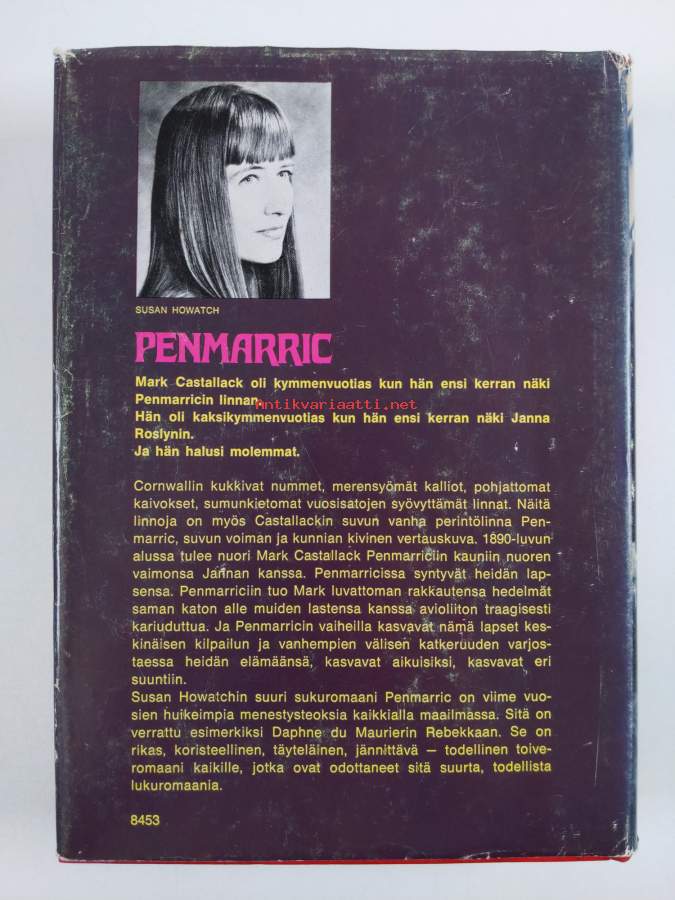 SUSAN HOWATCH
PENMARRIC
Mark Castallack oli kymmenvuotias kun hän ensi kerran näki
Penmarricin linnan.
Antikvariaatti.net
Hän oli kaksikymmenvuotias kun hän ensi kerran näki Janna
Roslynin.
Ja hän halusi molemmat.
Cornwallin kukkivat nummet, merensyömät kalliot, pohjattomat
kaivokset, sumunkietomat vuosisatojen syövyttämät linnat. Näitä
linnoja on myös Castallackin suvun vanha perintölinna Pen-
marric, suvun voiman ja kunnian kivinen vertauskuva. 1890-luvun
alussa tulee nuori Mark Castallack Penmarriciin kauniin nuoren
vaimonsa Jannan kanssa. Penmarricissa syntyvät heidän lap-
sensa. Penmarriciin tuo Mark luvattoman rakkautensa hedelmät
saman katon alle muiden lastensa kanssa avioliiton traagisesti
kariuduttua. Ja Penmarricin vaiheilla kasvavat nämä lapset kes-
kinäisen kilpailun ja vanhempien välisen katkeruuden varjos-
taessa heidän elämäänsä, kasvavat aikuisiksi, kasvavat eri
suuntiin.
Susan Howatchin suuri sukuromaani Penmarric on viime vuo-
sien huikeimpia menestysteoksia kaikkialla maailmassa. Sitä on
verrattu esimerkiksi Daphne du Maurierin Rebekkaan. Se on
rikas, koristeellinen, täyteläinen, jännittävä — todellinen toive-
romaani kaikille, jotka ovat odottaneet sitä suurta, todellista
lukuromaania.
8453